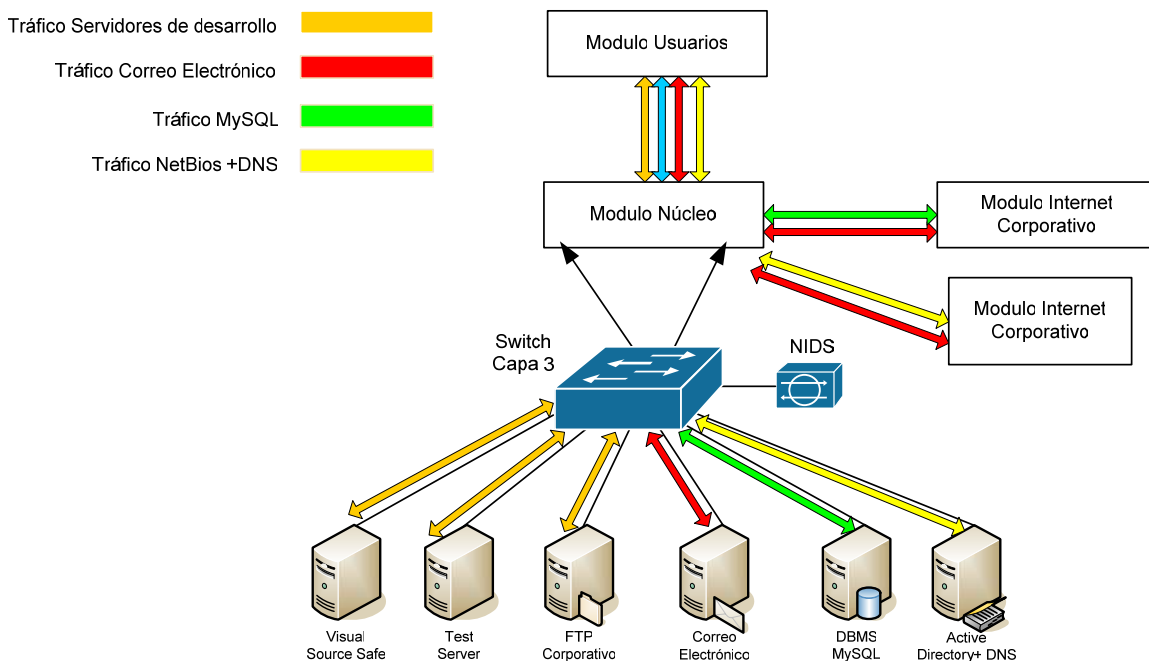 Tráfico Servidores de desarrollo
Tráfico Correo Electrónico
Tráfico MySQL
Tráfico NetBios +DNS
Modulo Usuarios
Modulo Núcleo
Modulo Internet
Corporativo
Modulo Internet
Corporativo
Switch
Capa 3
NIDS
Visual
Source Safe
Test
Server
FTP
Corporativo
Correo
Electrónico
DBMS
MySQL
Active
Directory+ DNS